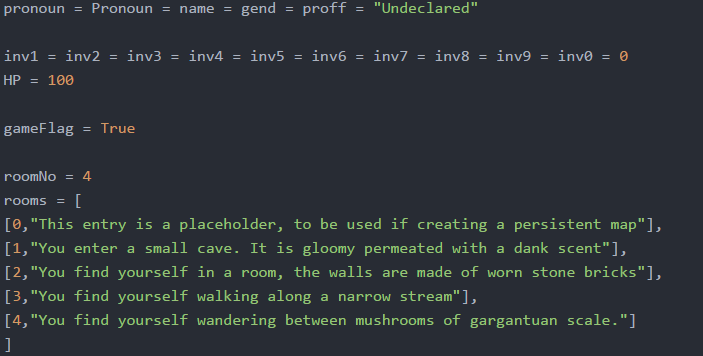 pronoun = Pronoun = name = gend = proff = "Undeclared"
inv1 = inv2 = inv3 = inv4 = inv5 = inv6 = inv7 = inv8 = inv9 = inv0 = 0
HP = 100
gameFlag = True
roomNo = 4
rooms = [
[0,"This entry is a placeholder, to be used if creating a persistent map"],
[1,"You enter a small cave. It is gloomy permeated with a dank scent"],
[2,"You find yourself in a room, the walls are made of worn stone bricks"],
[3,"You find yourself walking along a narrow stream"],
[4,"You find yourself wandering between mushrooms of gargantuan scale."]
]